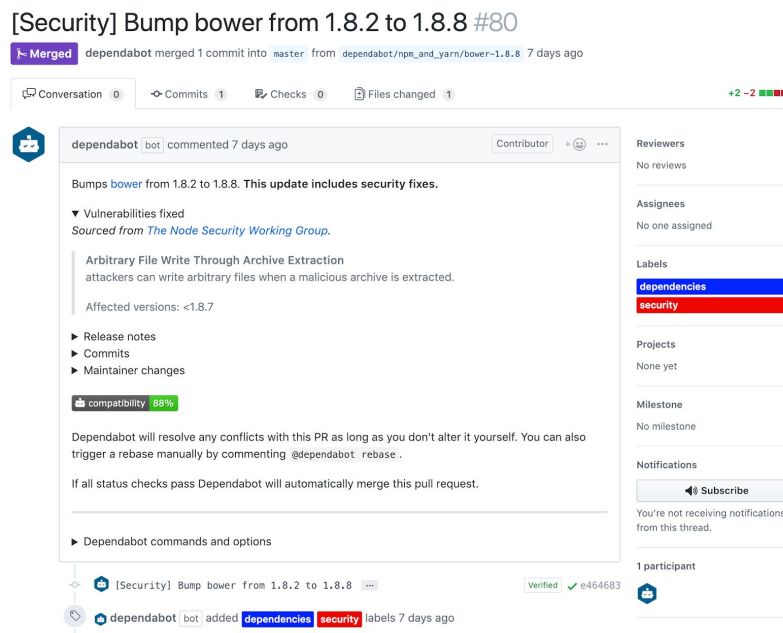 [Security] Bump bower from 1.8.2 to 1.8.8 #80
Merged dependabot merged 1 commit into master from dependabot/npm_and_yarn/bower-1.8.8 7 days ago
Conversation 0 Commits 1 Checks 0 Files changed 1 +2 −2
dependabot bot commented 7 days ago Contributor
Bumps bower from 1.8.2 to 1.8.8. This update includes security fixes.
▼ Vulnerabilities fixed
Sourced from The Node Security Working Group.
Arbitrary File Write Through Archive Extraction
attackers can write arbitrary files when a malicious archive is extracted.
Affected versions: <1.8.7
▶ Release notes
▶ Commits
▶ Maintainer changes
compatibility 88%
Dependabot will resolve any conflicts with this PR as long as you don't alter it yourself. You can also
trigger a rebase manually by commenting @dependabot rebase.
If all status checks pass Dependabot will automatically merge this pull request.
▶ Dependabot commands and options
[Security] Bump bower from 1.8.2 to 1.8.8 … Verified ✓ e464683
dependabot bot added dependencies security labels 7 days ago
Reviewers
No reviews
Assignees
No one assigned
Labels
dependencies
security
Projects
None yet
Milestone
No milestone
Notifications
Subscribe
You're not receiving notifications
from this thread.
1 participant